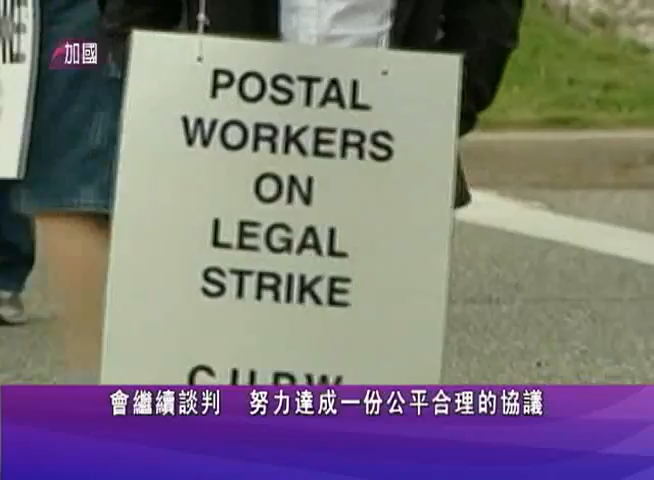 加國
POSTAL
WORKERS
ON
LEGAL
STRIKE
C.U.P.W.
會繼續談判 努力達成一份公平合理的協議